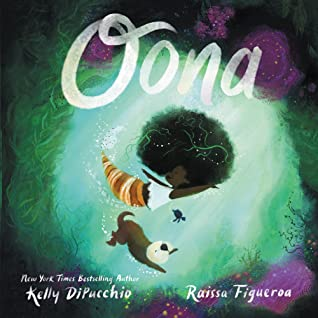 Oona
New York Times Bestselling Author
Kelly DiPucchio
Raissa Figueroa